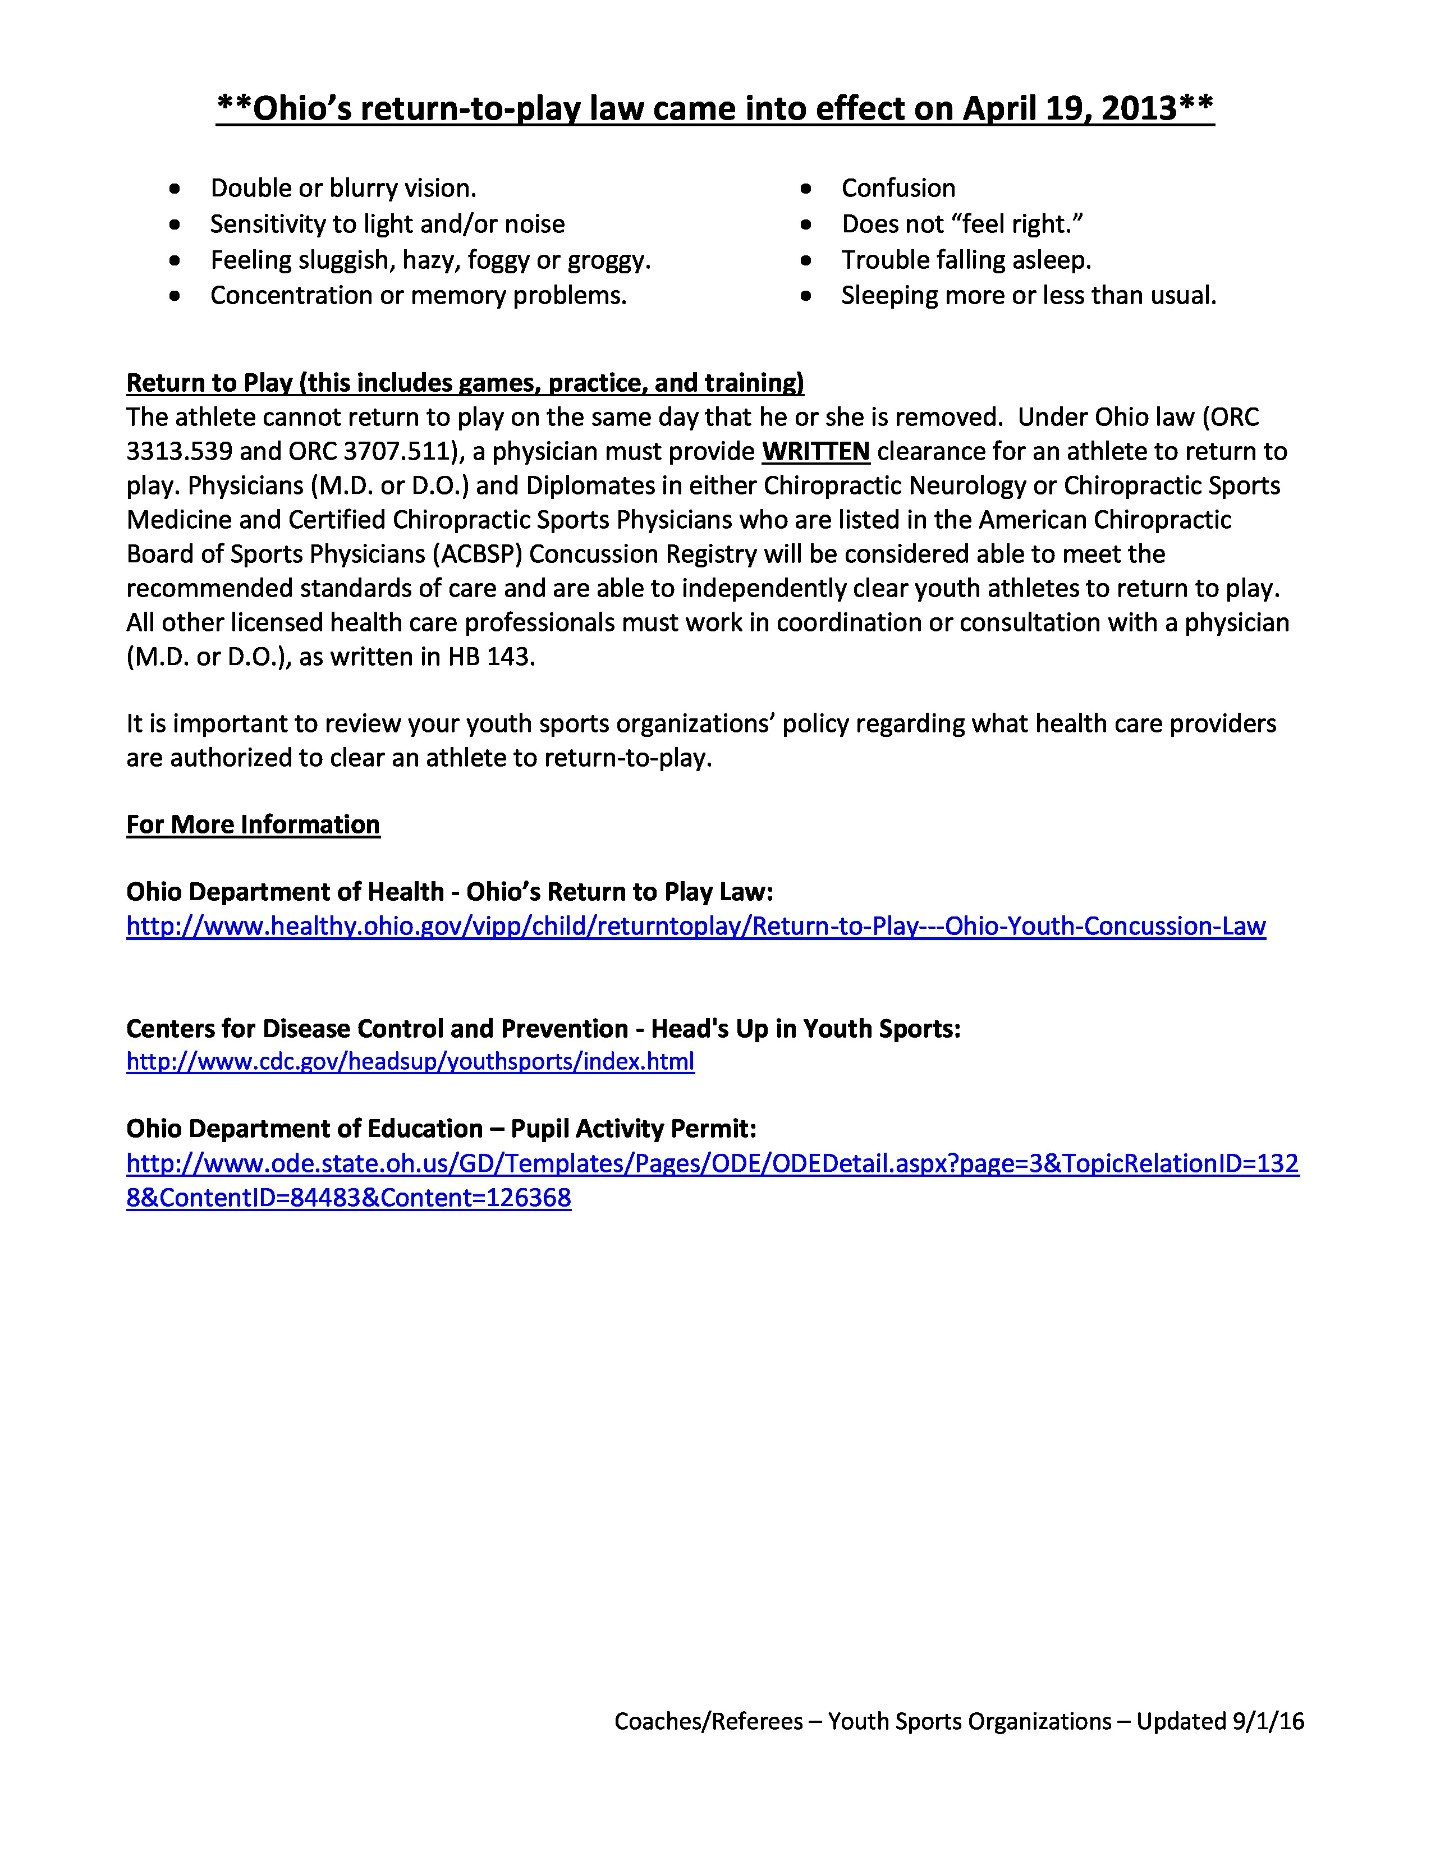 **Ohio’s return-to-play law came into effect on April 19, 2013**
• Double or blurry vision.
• Sensitivity to light and/or noise
• Feeling sluggish, hazy, foggy or groggy.
• Concentration or memory problems.
• Confusion
• Does not “feel right.”
• Trouble falling asleep.
• Sleeping more or less than usual.
Return to Play (this includes games, practice, and training)
The athlete cannot return to play on the same day that he or she is removed.  Under Ohio law (ORC
3313.539 and ORC 3707.511), a physician must provide WRITTEN clearance for an athlete to return to
play. Physicians (M.D. or D.O.) and Diplomates in either Chiropractic Neurology or Chiropractic Sports
Medicine and Certified Chiropractic Sports Physicians who are listed in the American Chiropractic
Board of Sports Physicians (ACBSP) Concussion Registry will be considered able to meet the
recommended standards of care and are able to independently clear youth athletes to return to play.
All other licensed health care professionals must work in coordination or consultation with a physician
(M.D. or D.O.), as written in HB 143.
It is important to review your youth sports organizations’ policy regarding what health care providers
are authorized to clear an athlete to return-to-play.
For More Information
Ohio Department of Health - Ohio’s Return to Play Law:
http://www.healthy.ohio.gov/vipp/child/returntoplay/Return-to-Play---Ohio-Youth-Concussion-Law
Centers for Disease Control and Prevention - Head's Up in Youth Sports:
http://www.cdc.gov/headsup/youthsports/index.html
Ohio Department of Education – Pupil Activity Permit:
http://www.ode.state.oh.us/GD/Templates/Pages/ODE/ODEDetail.aspx?page=3&TopicRelationID=132
8&ContentID=84483&Content=126368
Coaches/Referees – Youth Sports Organizations – Updated 9/1/16